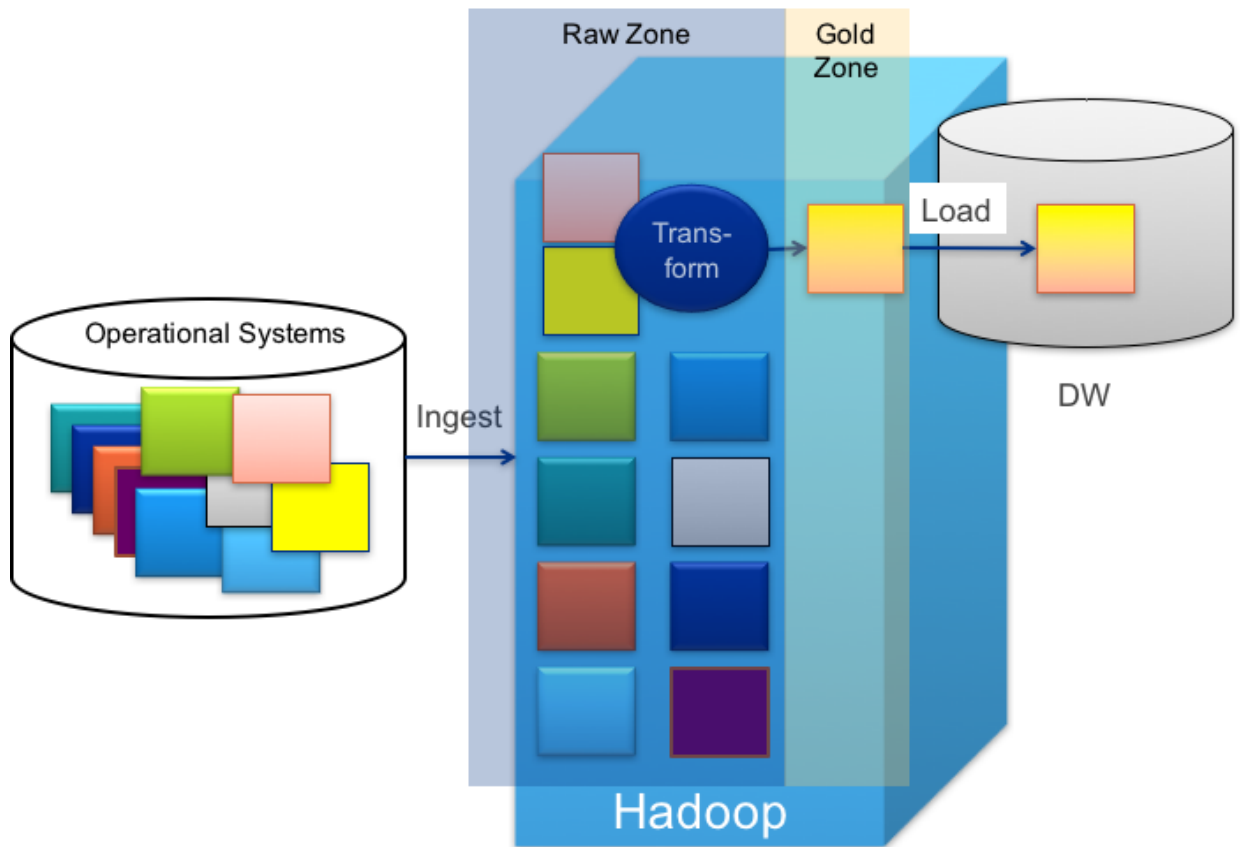 Raw Zone
Gold
Zone
Trans-
form
Load
Operational Systems
Ingest
DW
Hadoop